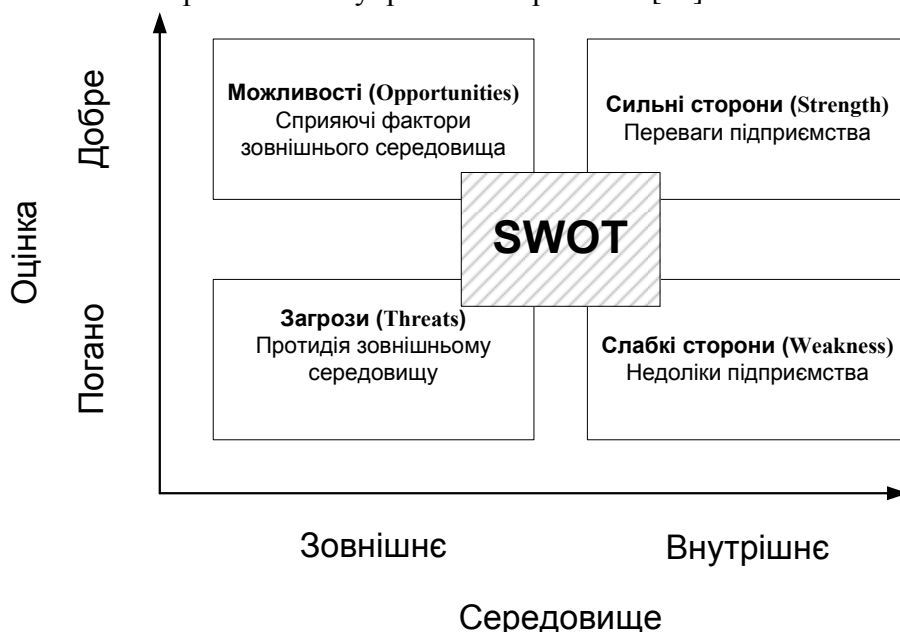 Добре
Можливості (Opportunities)
Сприяючі фактори
зовнішнього середовища
Сильні сторони (Strength)
Переваги підприємства
SWOT
Оцінка
Погано
Загрози (Threats)
Протидія зовнішньому
середовищу
Слабкі сторони (Weakness)
Недоліки підприємства
Зовнішнє
Внутрішнє
Середовище